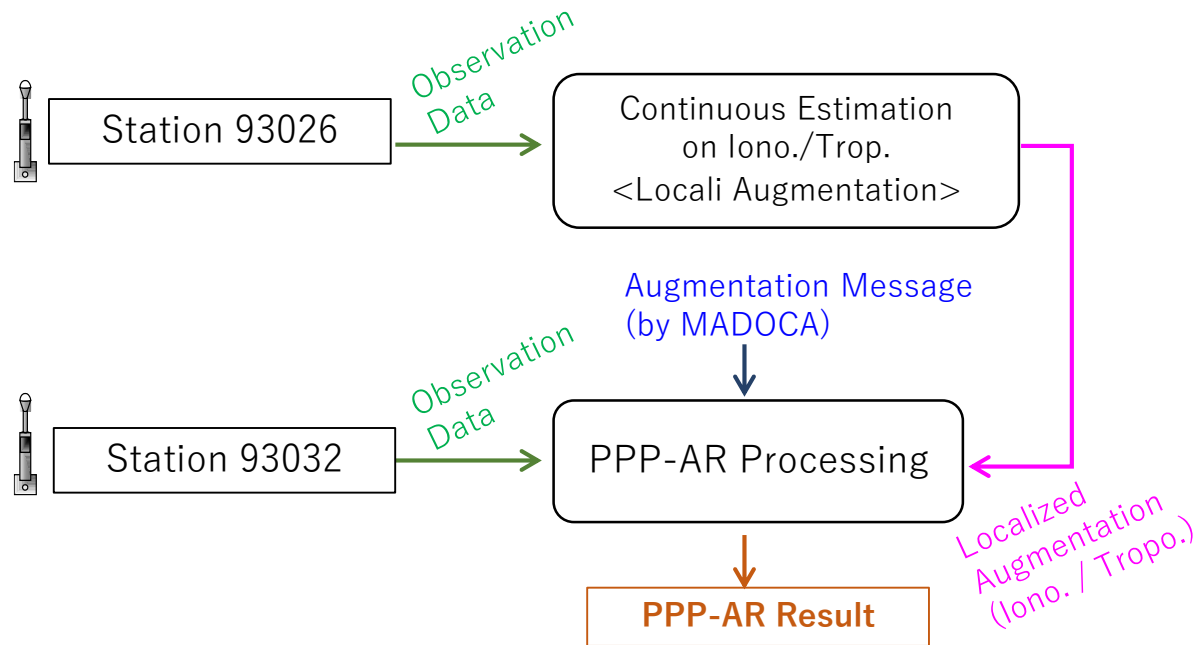 Observation
Data
Station 93026
Continuous Estimation
on Iono./Trop.
<Locali Augmentation>
Augmentation Message
(by MADOCA)
Observation
Data
Station 93032
PPP-AR Processing
Localized
Augmentation
(Iono. / Tropo.)
PPP-AR Result